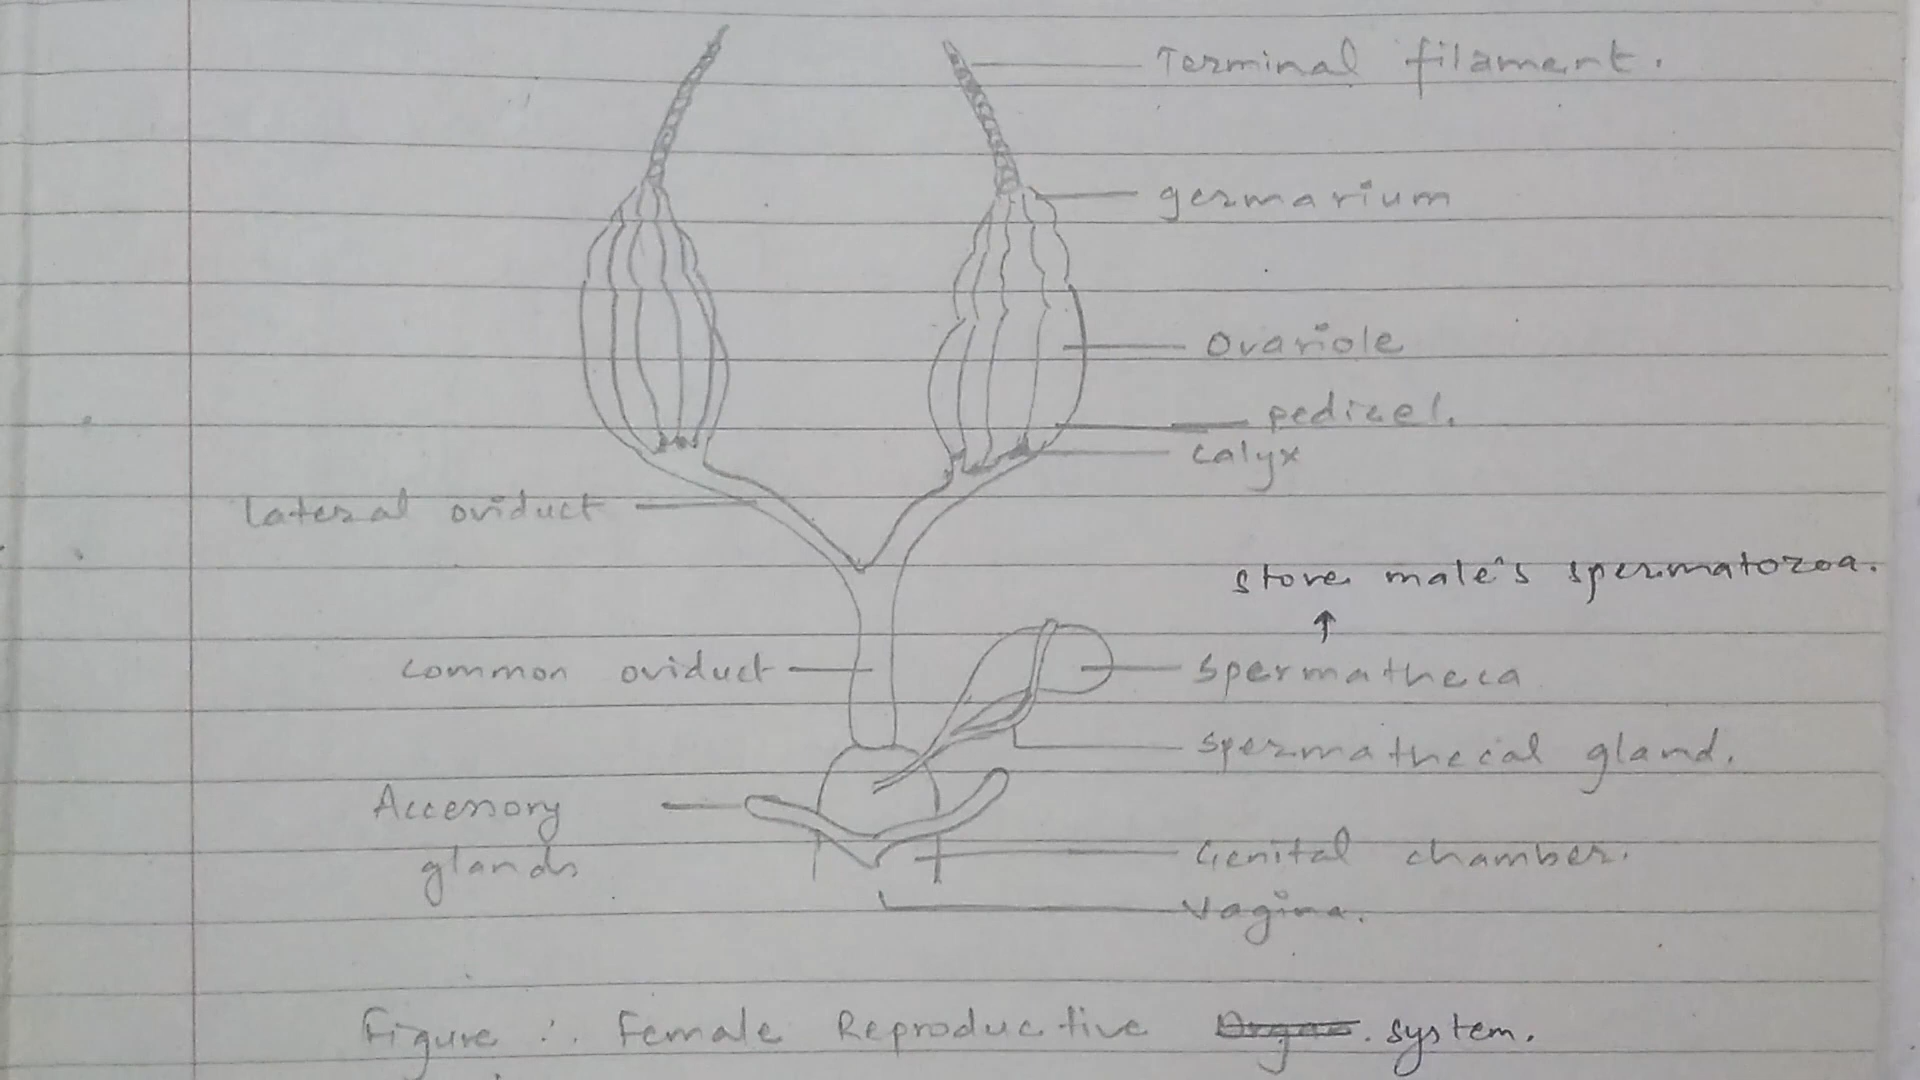 Terminal filament.
germarium
Ovariole
pedicel.
calyx
Lateral oviduct
store male's spermatozoa.
↑
common oviduct
Spermatheca
spermathecal gland.
Accessory
glands
Genital chamber.
Vagina.
Figure :. Female Reproductive Organ. system.